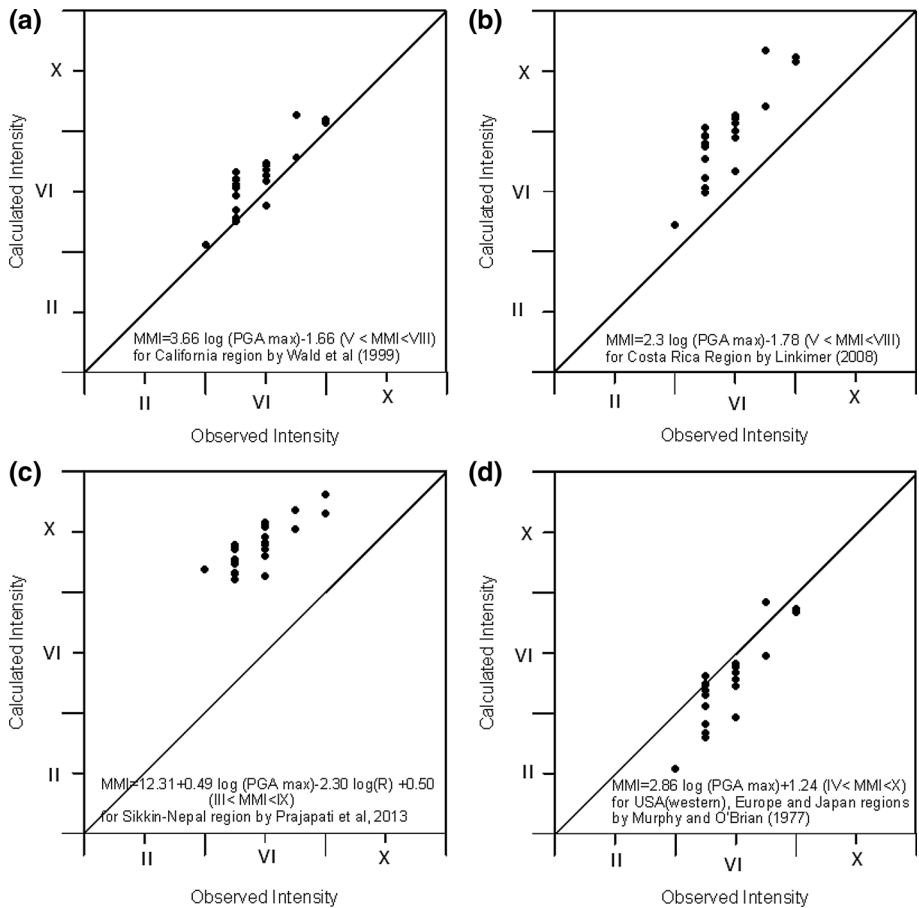 (a)
Calculated Intensity
X
VI
II
MMI=3.66 log (PGA max)-1.66 (V < MMI<VIII)
for California region by Wald et al (1999)
II
VI
X
Observed Intensity
(b)
Calculated Intensity
X
VI
II
MMI=2.3 log (PGA max)-1.78 (V < MMI<VIII)
for Costa Rica Region by Linkimer (2008)
II
VI
X
Observed Intensity
(c)
Calculated Intensity
X
VI
II
MMI=12.31+0.49 log (PGA max)-2.30 log(R) +0.50
(III< MMI<IX)
for Sikkin-Nepal region by Prajapati et al, 2013
II
VI
X
Observed Intensity
(d)
Calculated Intensity
X
VI
II
MMI=2.86 log (PGA max)+1.24 (IV< MMI<X)
for USA(western), Europe and Japan regions
by Murphy and O'Brian (1977)
II
VI
X
Observed Intensity